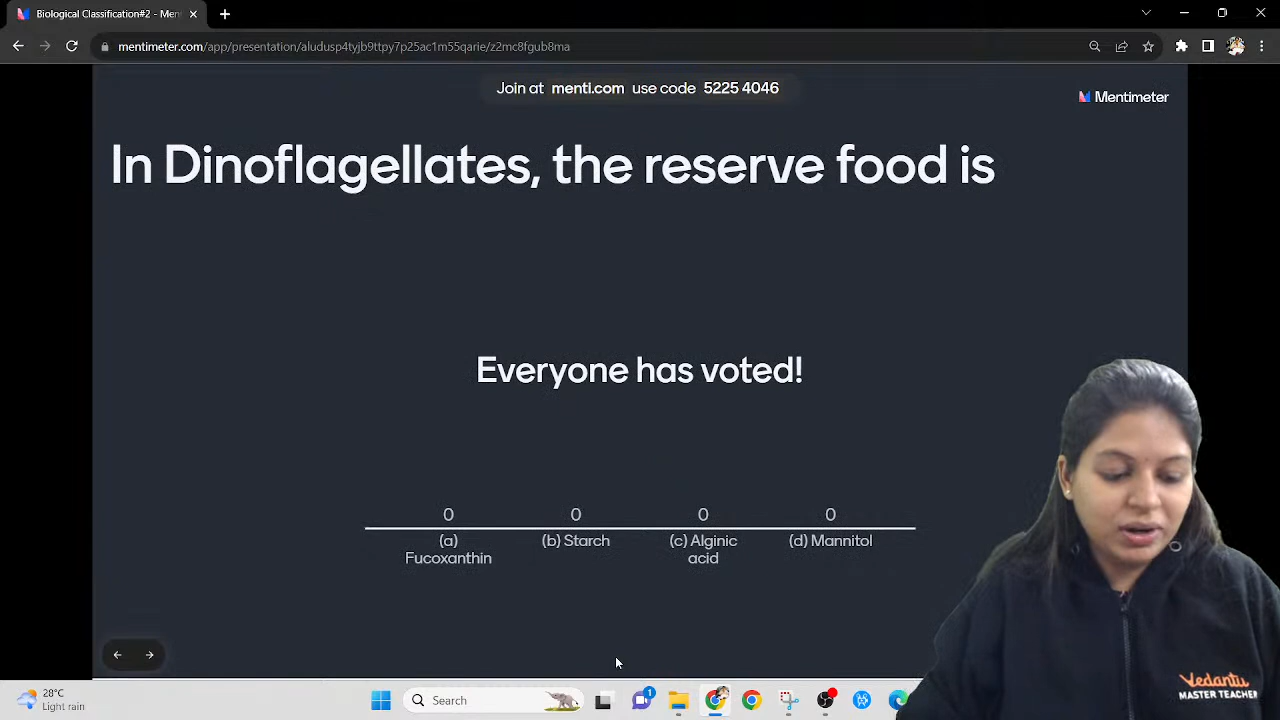 Biological Classification#2 - Men
mentimeter.com/app/presentation/aludusp4tyjb9ttpy7p25ac1m55qarie/z2mc8fgub8ma
Join at menti.com use code 5225 4046
Mentimeter
In Dinoflagellates, the reserve food is
Everyone has voted!
0 0 0 0
(a) (b) Starch (c) Alginic (d) Mannitol
Fucoxanthin acid
Vedantu
MASTER TEACHER
28°C
Light rain
Search
1